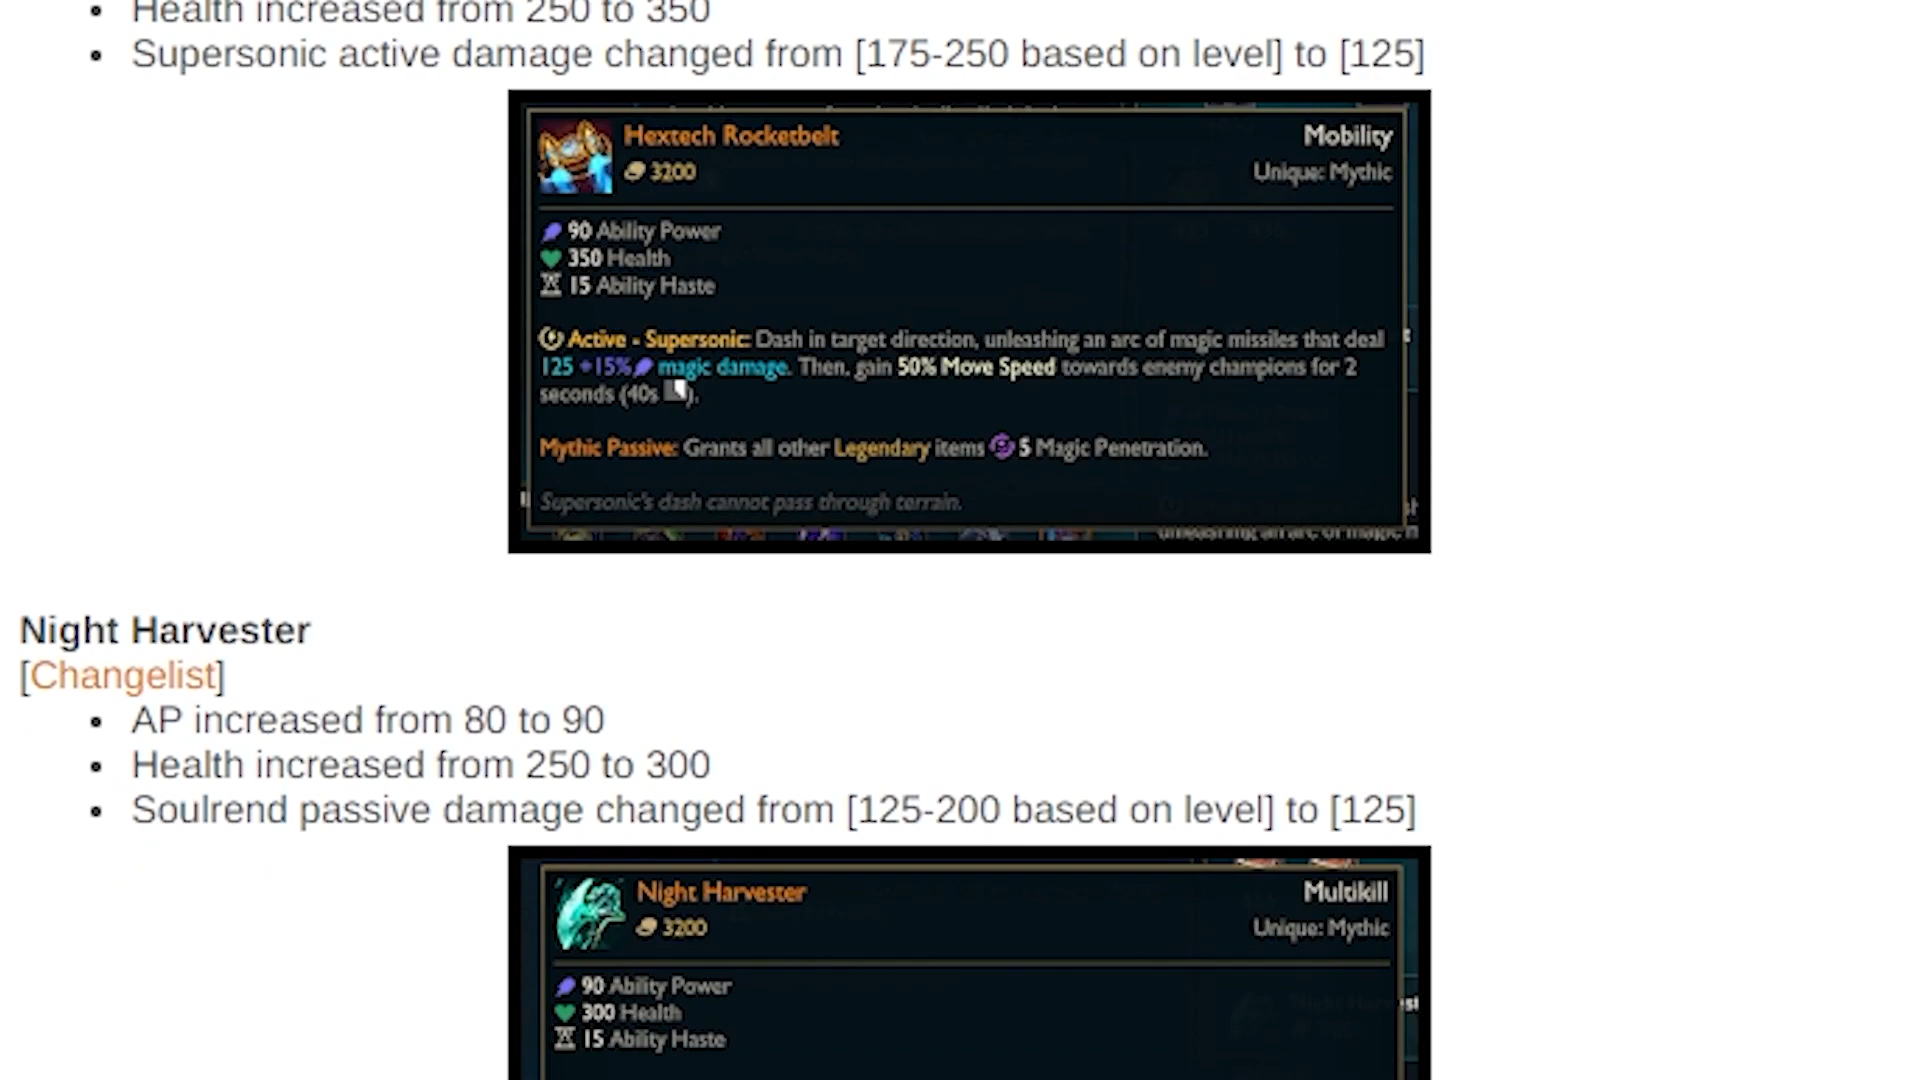 Health increased from 250 to 350
Supersonic active damage changed from [175-250 based on level] to [125]
Hextech Rocketbelt
Mobility
3200
Unique: Mythic
90 Ability Power
350 Health
15 Ability Haste
Active - Supersonic: Dash in target direction, unleashing an arc of magic missiles that deal
125 +15% magic damage. Then, gain 50% Move Speed towards enemy champions for 2
seconds (40s ).
Mythic Passive: Grants all other Legendary items 5 Magic Penetration.
Supersonic's dash cannot pass through terrain.
Night Harvester
[Changelist]
AP increased from 80 to 90
Health increased from 250 to 300
Soulrend passive damage changed from [125-200 based on level] to [125]
Night Harvester
Multikill
3200
Unique: Mythic
90 Ability Power
300 Health
15 Ability Haste